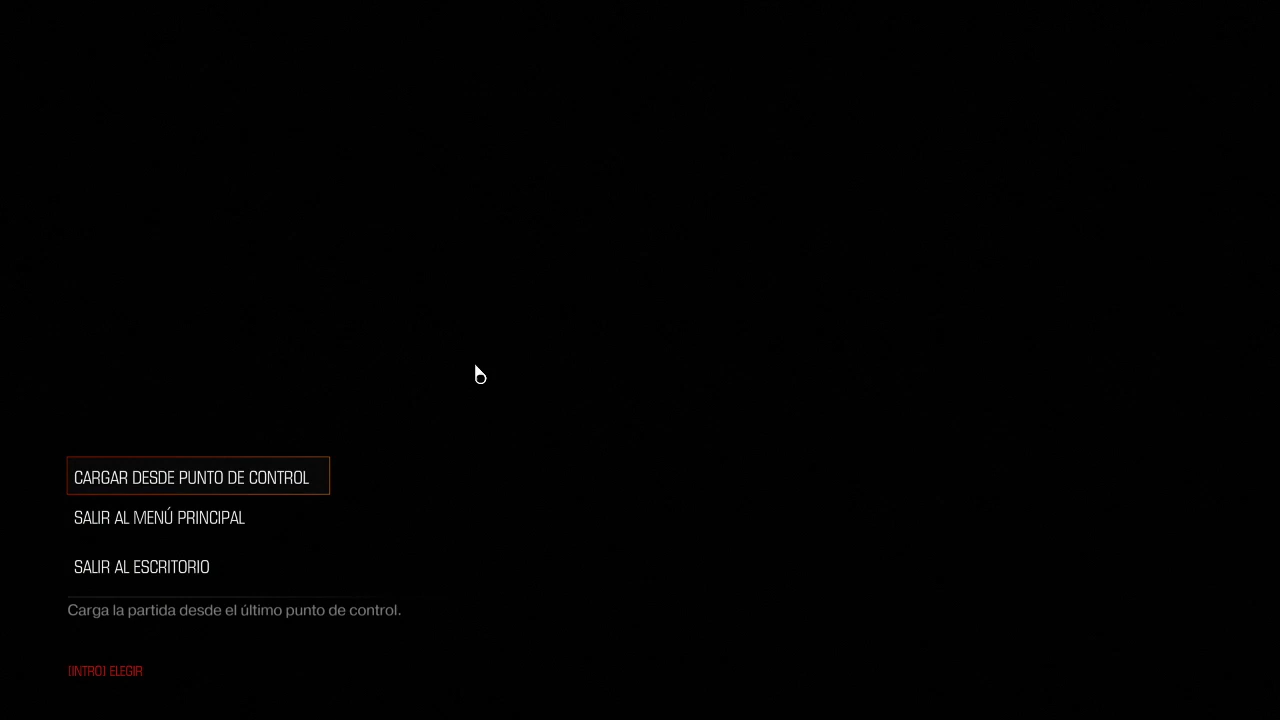 CARGAR DESDE PUNTO DE CONTROL
SALIR AL MENÚ PRINCIPAL
SALIR AL ESCRITORIO
Carga la partida desde el último punto de control.
[INTRO] ELEGIR